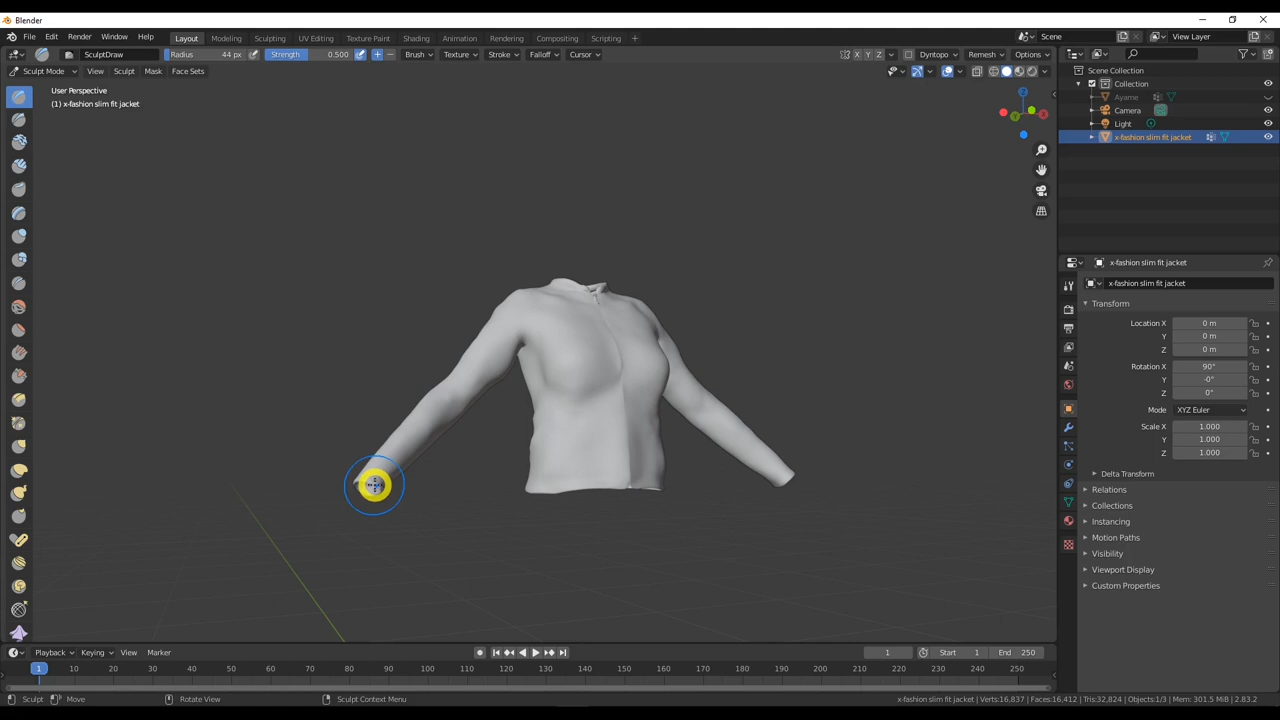 Blender
File Edit Render Window Help Layout Modeling Sculpting UV Editing Texture Paint Shading Animation Rendering Compositing Scripting + Scene View Layer
SculptDraw Radius 44 px Strength 0.500 Brush Texture Stroke Falloff Cursor X Y Z Dyntopo Remesh Options
Sculpt Mode View Sculpt Mask Face Sets
User Perspective
(1) x-fashion slim fit jacket
Z
Y X
Scene Collection
Collection
Ayame
Camera
Light
x-fashion slim fit jacket
x-fashion slim fit jacket
x-fashion slim fit jacket
Transform
Location X 0 m
Y 0 m
Z 0 m
Rotation X 90°
Y -0°
Z 0°
Mode XYZ Euler
Scale X 1.000
Y 1.000
Z 1.000
Delta Transform
Relations
Collections
Instancing
Motion Paths
Visibility
Viewport Display
Custom Properties
Playback Keying View Marker 1 Start 1 End 250
1 10 20 30 40 50 60 70 80 90 100 110 120 130 140 150 160 170 180 190 200 210 220 230 240 250
Sculpt Move Rotate View Sculpt Context Menu x-fashion slim fit jacket | Verts:16,837 | Faces:16,412 | Tris:32,824 | Objects:1/3 | Mem: 301.5 MiB | 2.83.2